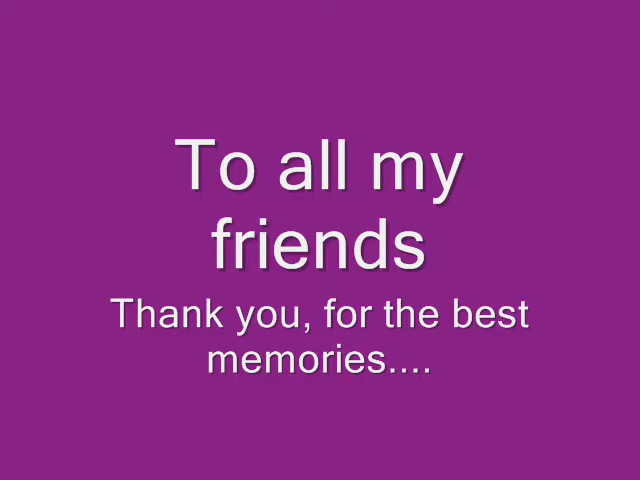 To all my
friends
Thank you, for the best
memories....